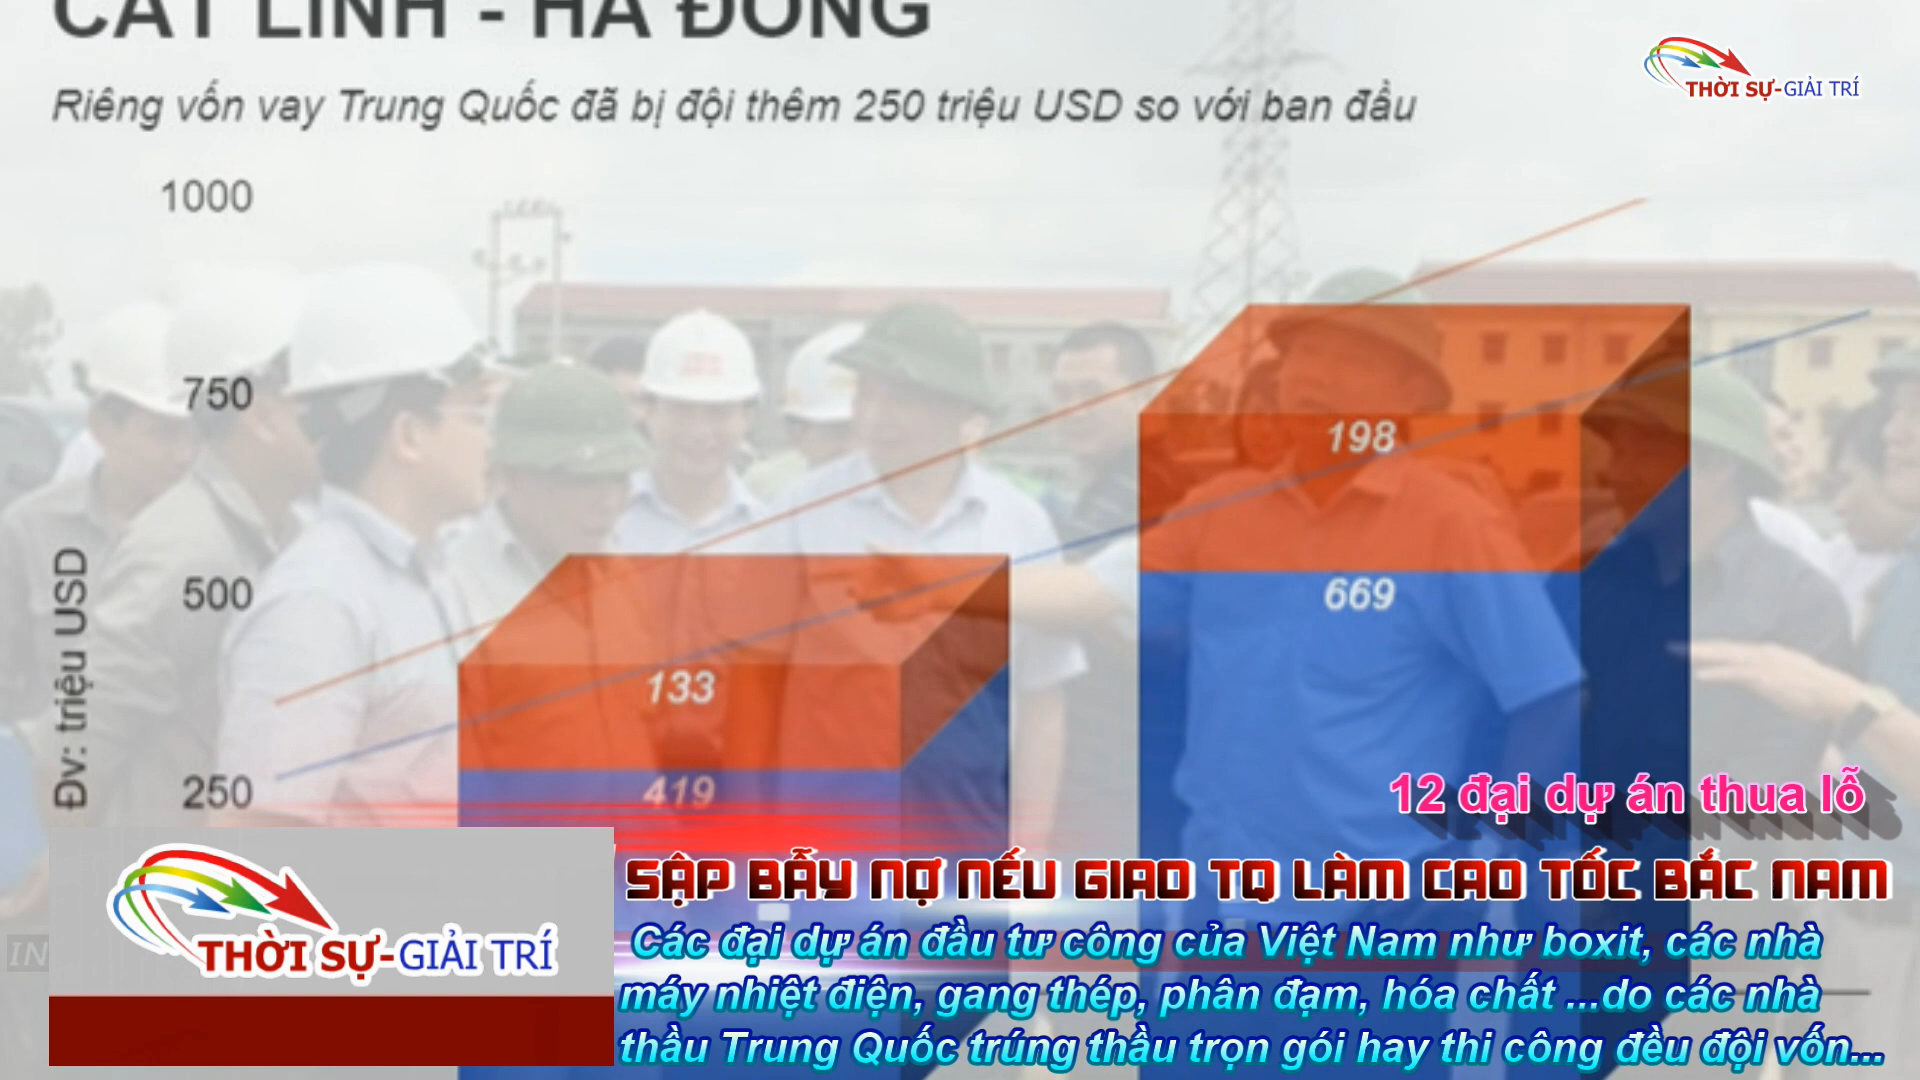 CÁT LINH - HÀ ĐÔNG
Riêng vốn vay Trung Quốc đã bị đội thêm 250 triệu USD so với ban đầu
THỜI SỰ-GIẢI TRÍ
1000
750
500
250
Đv: triệu USD
198
669
133
419
12 đại dự án thua lỗ
SẬP BẪY NỢ NẾU GIAO TQ LÀM CAO TỐC BẮC NAM
Các đại dự án đầu tư công của Việt Nam như boxit, các nhà
máy nhiệt điện, gang thép, phân đạm, hóa chất ...do các nhà
thầu Trung Quốc trúng thầu trọn gói hay thi công đều đội vốn...
THỜI SỰ-GIẢI TRÍ